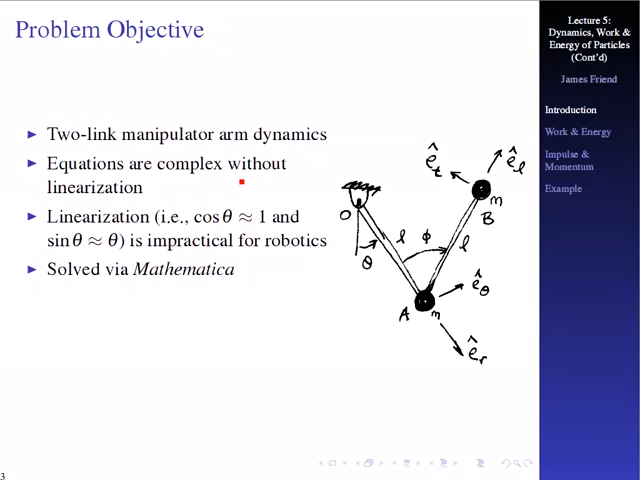 Problem Objective
Two-link manipulator arm dynamics
Equations are complex without
linearization
Linearization (i.e., cos θ ≈ 1 and
sin θ ≈ θ) is impractical for robotics
Solved via Mathematica
O
θ
l
ϕ
l
A
m
B
m
ê_t
ê_l
ê_θ
ê_r
Lecture 5:
Dynamics, Work &
Energy of Particles
(Cont'd)
James Friend
Introduction
Work & Energy
Impulse &
Momentum
Example
3